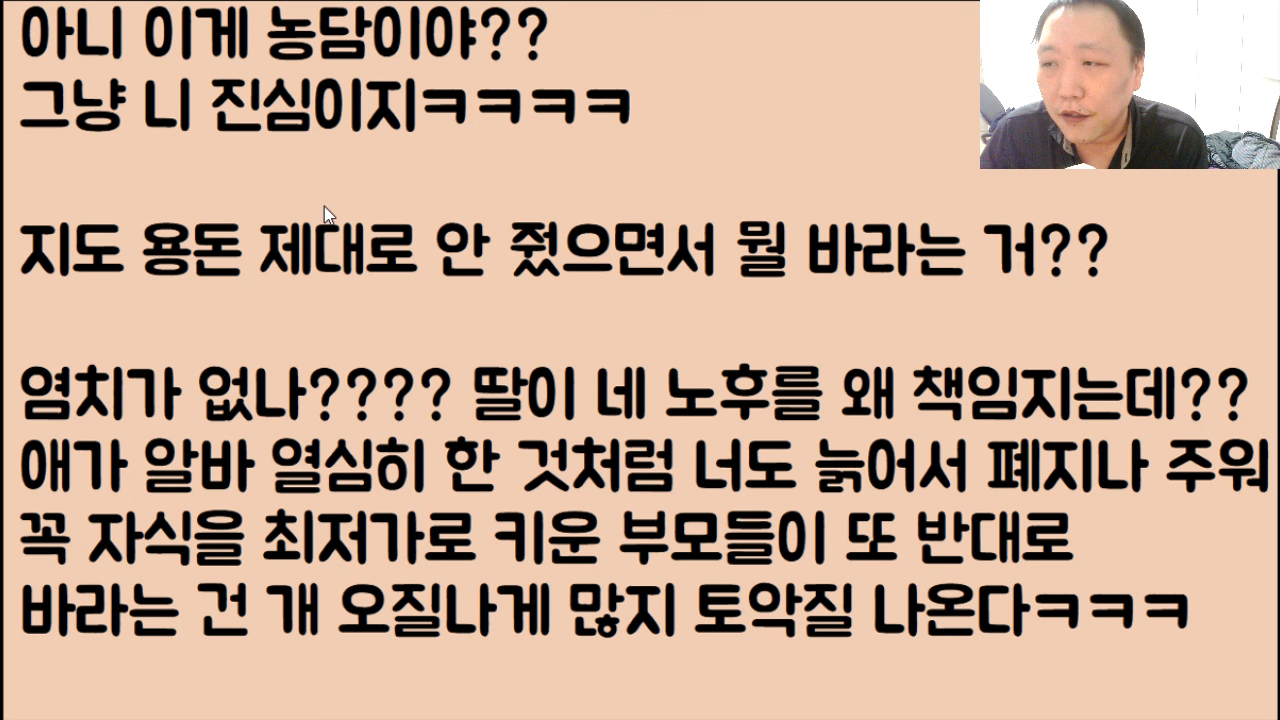 아니 이게 농담이야??
그냥 니 진심이지ㅋㅋㅋㅋ
지도 용돈 제대로 안 줬으면서 뭘 바라는 거??
염치가 없나???? 딸이 네 노후를 왜 책임지는데??
애가 알바 열심히 한 것처럼 너도 늙어서 폐지나 주워
꼭 자식을 최저가로 키운 부모들이 또 반대로
바라는 건 개 오질나게 많지 토악질 나온다ㅋㅋㅋ